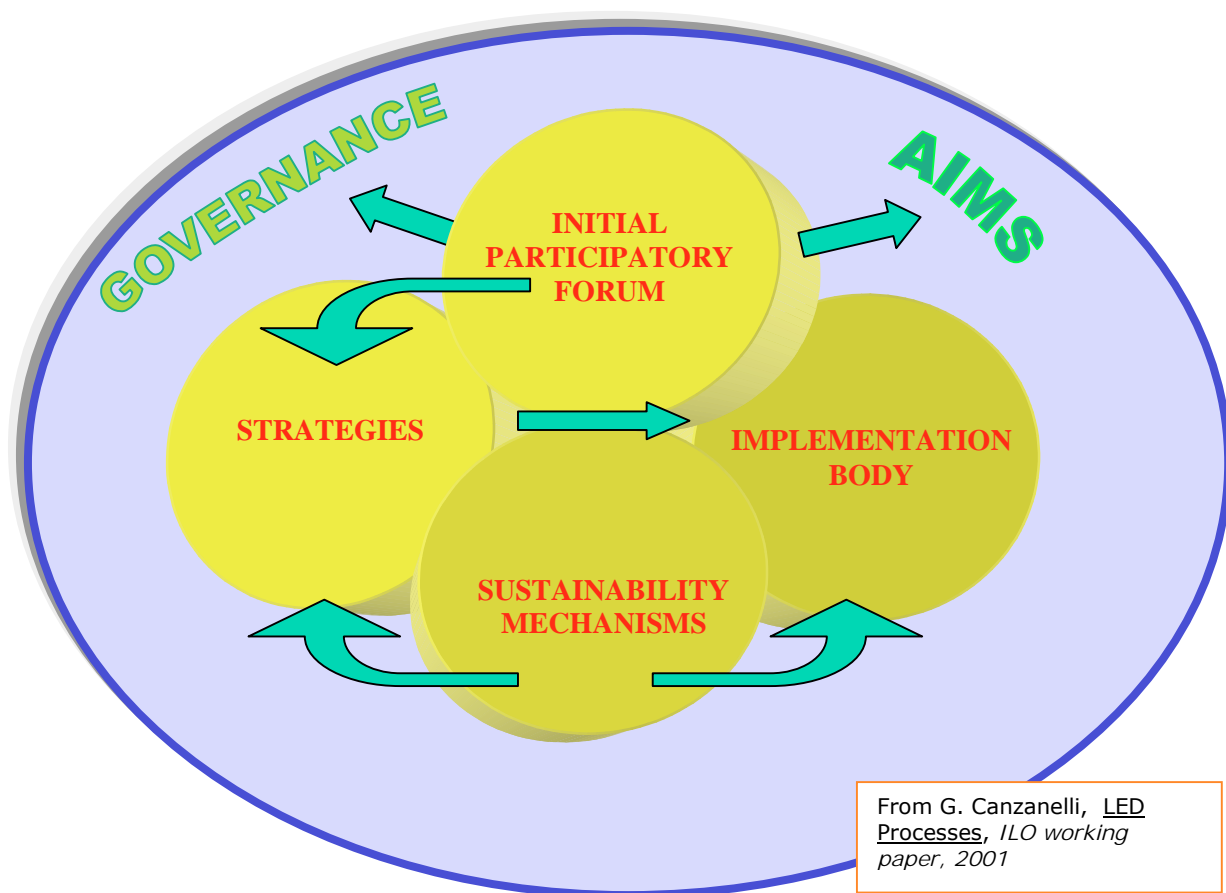 GOVERNANCE
AIMS
INITIAL
PARTICIPATORY
FORUM
STRATEGIES
IMPLEMENTATION
BODY
SUSTAINABILITY
MECHANISMS
From G. Canzanelli, LED
Processes, ILO working
paper, 2001